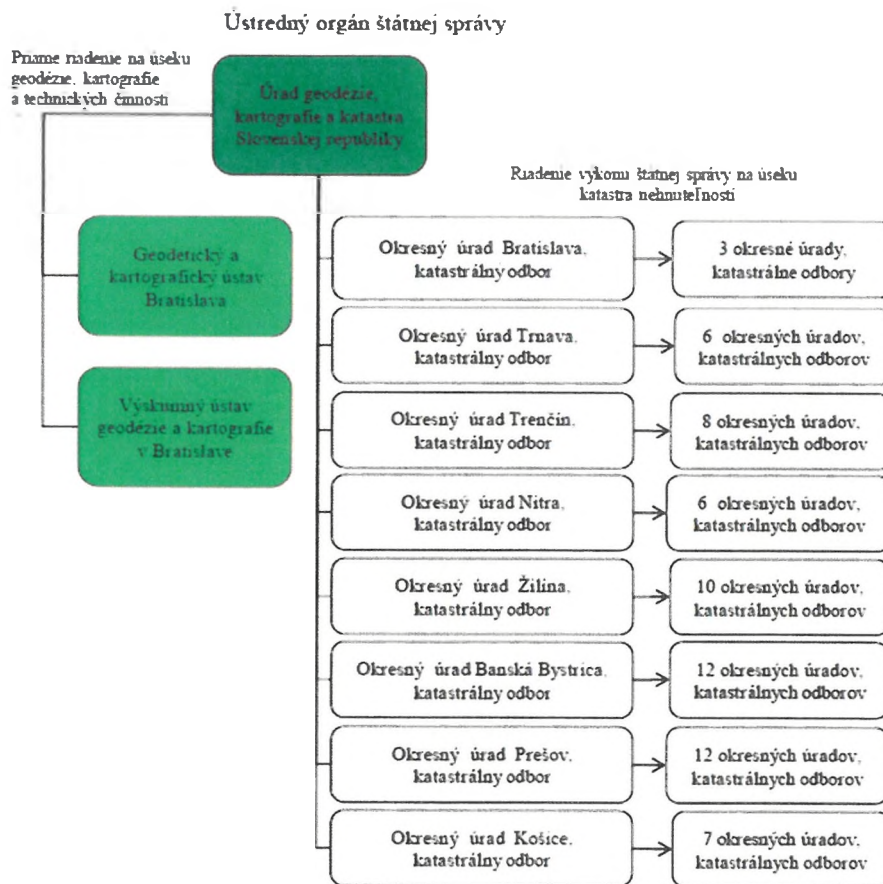 Ústredný orgán štátnej správy
Priame riadenie na úseku
geodézie, kartografie
a technických činností
Úrad geodézie,
kartografie a katastra
Slovenskej republiky
Riadenie výkonu štátnej správy na úseku
katastra nehnuteľností
Geodetický a
kartografický ústav
Bratislava
Výskumný ústav
geodézie a kartografie
v Bratislave
Okresný úrad Bratislava,
katastrálny odbor
3 okresné úrady,
katastrálne odbory
Okresný úrad Trnava,
katastrálny odbor
6 okresných úradov,
katastrálnych odborov
Okresný úrad Trenčín,
katastrálny odbor
8 okresných úradov,
katastrálnych odborov
Okresný úrad Nitra,
katastrálny odbor
6 okresných úradov,
katastrálnych odborov
Okresný úrad Žilina,
katastrálny odbor
10 okresných úradov,
katastrálnych odborov
Okresný úrad Banská Bystrica,
katastrálny odbor
12 okresných úradov,
katastrálnych odborov
Okresný úrad Prešov,
katastrálny odbor
12 okresných úradov,
katastrálnych odborov
Okresný úrad Košice,
katastrálny odbor
7 okresných úradov,
katastrálnych odborov